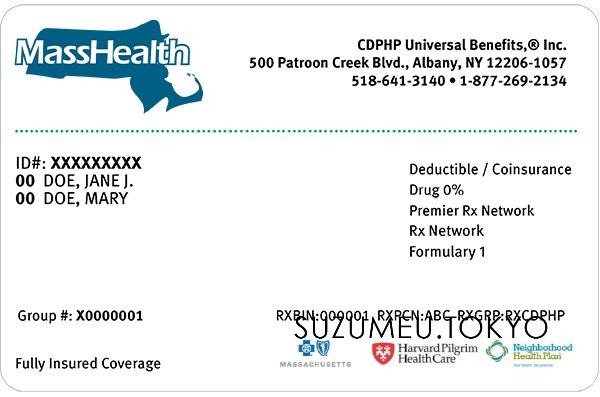 MassHealth
CDPHP Universal Benefits,® Inc.
500 Patroon Creek Blvd., Albany, NY 12206-1057
518-641-3140 • 1-877-269-2134
ID#: XXXXXXXXX
00 DOE, JANE J.
00 DOE, MARY
Deductible / Coinsurance
Drug 0%
Premier Rx Network
Rx Network
Formulary 1
Group #: X0000001
RXBIN:000001 RXPCN:ABC RXGRP:RXCDPHP
SUZUMEU.TOKYO
Fully Insured Coverage
MASSACHUSETTS
Harvard Pilgrim
HealthCare
Neighborhood
Health Plan